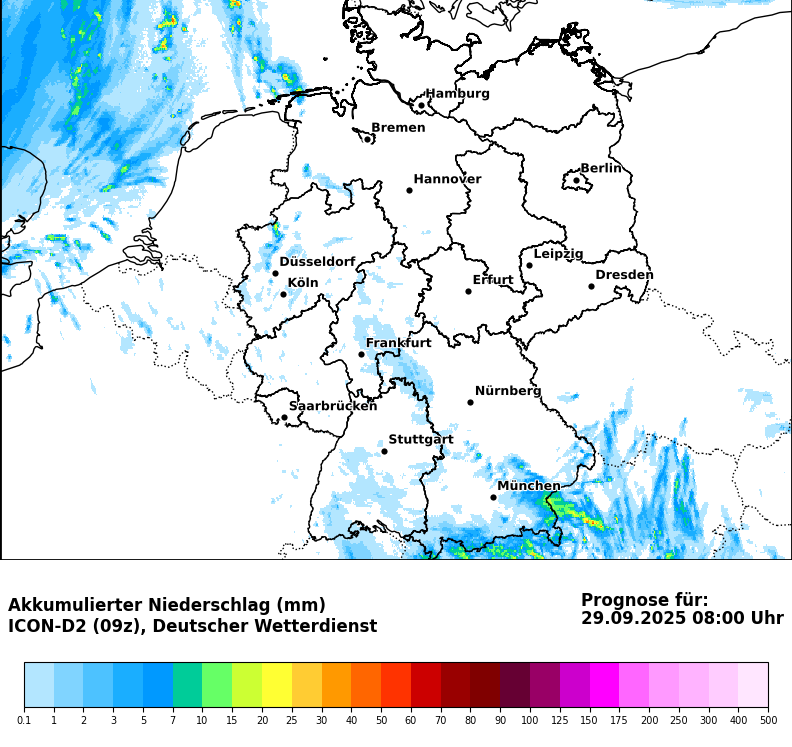 Hamburg
Bremen
Berlin
Hannover
Leipzig
Düsseldorf
Dresden
Köln
Erfurt
Frankfurt
Nürnberg
Saarbrücken
Stuttgart
München
Akkumulierter Niederschlag (mm)
ICON-D2 (09z), Deutscher Wetterdienst
Prognose für:
29.09.2025 08:00 Uhr
0.1 1 2 3 5 7 10 15 20 25 30 40 50 60 70 80 90 100 125 150 175 200 250 300 400 500